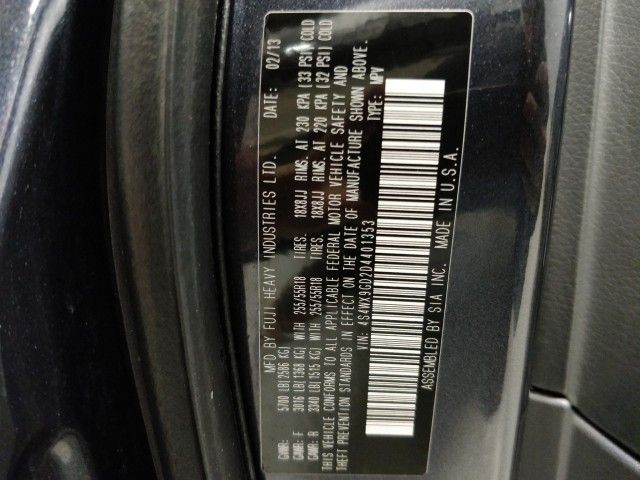 MFD BY FUJI HEAVY INDUSTRIES LTD. DATE: 02/13
GVWR: 5700 LB(2586 KG)
GAWR: F 3016 LB(1368 KG) WITH 255/55R18 TIRES. 18X8JJ RIMS. AT 230 KPA (33 PSI) COLD
GAWR: R 3340 LB(1515 KG) WITH 255/55R18 TIRES. 18X8JJ RIMS. AT 220 KPA (32 PSI) COLD
THIS VEHICLE CONFORMS TO ALL APPLICABLE FEDERAL MOTOR VEHICLE SAFETY AND
THEFT PREVENTION STANDARDS IN EFFECT ON DATE OF MANUFACTURE SHOWN ABOVE.
VIN: 4S4WX9GD2D4401353 TYPE: MPV
ASSEMBLED BY SIA INC. MADE IN U.S.A.